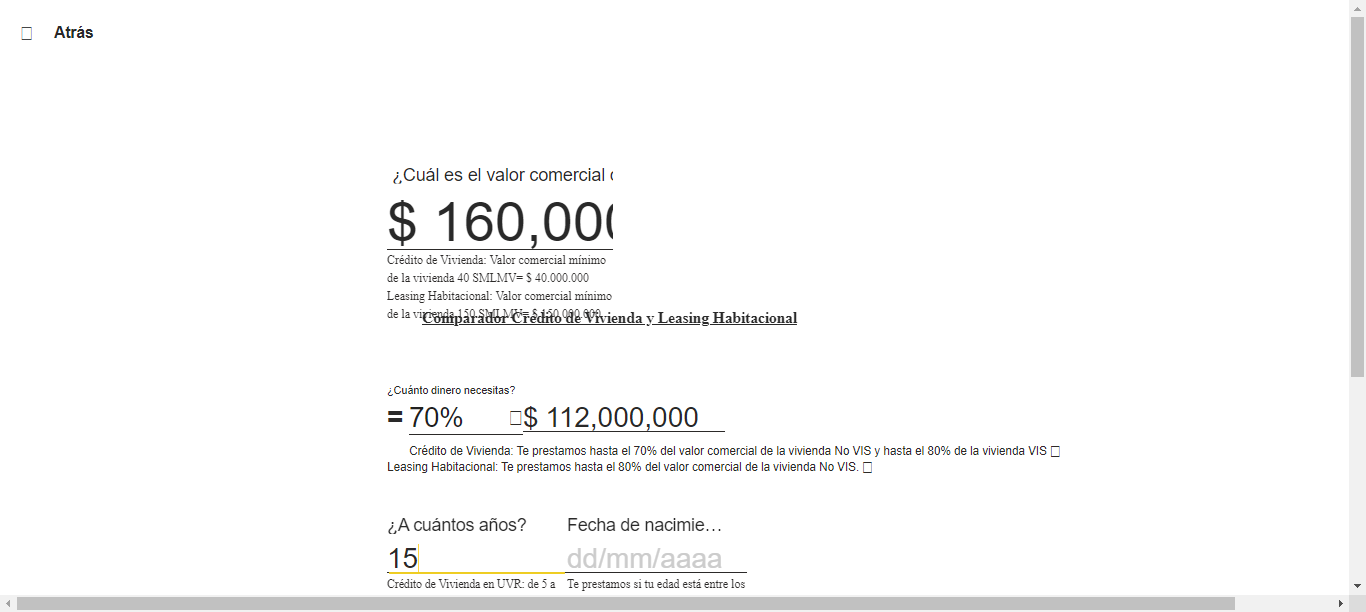 Atrás
¿Cuál es el valor comercial
$ 160,000
Crédito de Vivienda: Valor comercial mínimo
de la vivienda 40 SMLMV= $ 40.000.000
Leasing Habitacional: Valor comercial mínimo
de la vivienda 150 SMLMV= $ 150.000.000
Comparador Crédito de Vivienda y Leasing Habitacional
¿Cuánto dinero necesitas?
= 70% $ 112,000,000
Crédito de Vivienda: Te prestamos hasta el 70% del valor comercial de la vivienda No VIS y hasta el 80% de la vivienda VIS
Leasing Habitacional: Te prestamos hasta el 80% del valor comercial de la vivienda No VIS.
¿A cuántos años? Fecha de nacimie…
15 dd/mm/aaaa
Crédito de Vivienda en UVR: de 5 a Te prestamos si tu edad está entre los